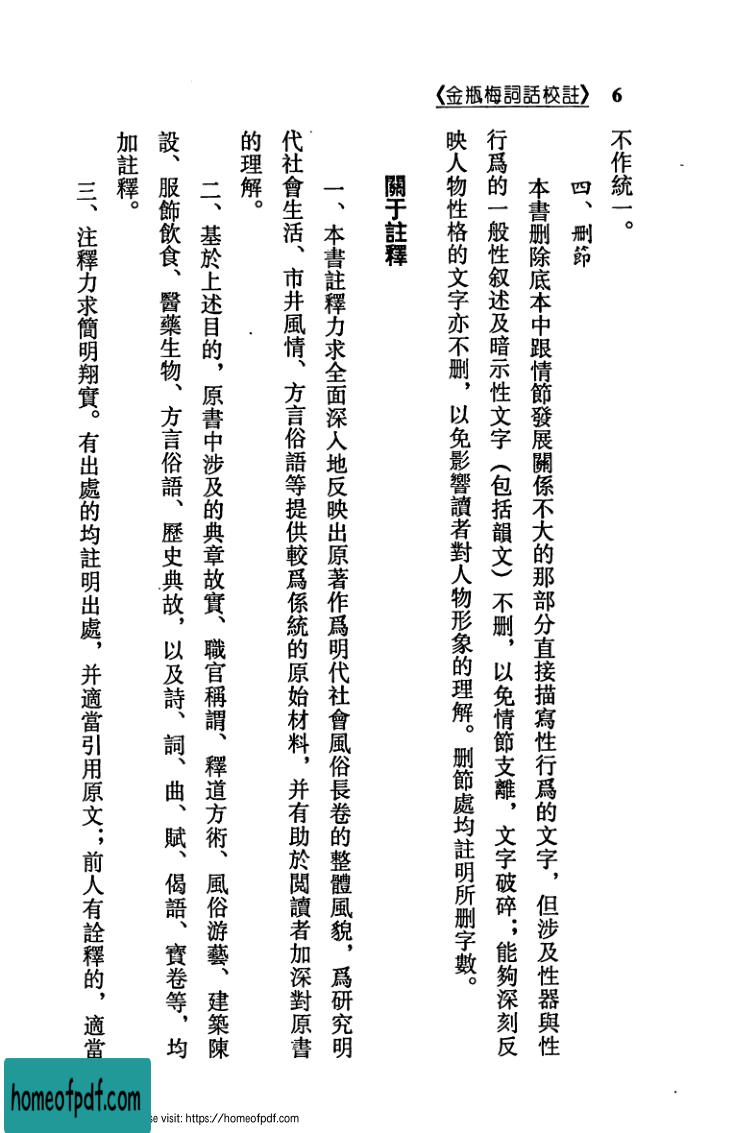 《金瓶梅詞話校註》 6
不作統一。
四、刪節
本書刪除底本中跟情節發展關係不大的那部分直接描寫性行爲的文字，但涉及性器與性
行爲的一般性叙述及暗示性文字（包括韻文）不刪，以免情節支離，文字破碎；能夠深刻反
映人物性格的文字亦不刪，以免影響讀者對人物形象的理解。刪節處均註明所刪字數。
關于註釋
一、本書註釋力求全面深入地反映出原著作爲明代社會風俗長卷的整體風貌，爲研究明
代社會生活、市井風情、方言俗語等提供較爲係統的原始材料，并有助於閲讀者加深對原書
的理解。
二、基於上述目的，原書中涉及的典章故實、職官稱謂、釋道方術、風俗游藝、建築陳
設、服飾飲食、醫藥生物、方言俗語、歷史典故，以及詩、詞、曲、賦、偈語、寶卷等，均
加註釋。
三、注釋力求簡明翔實。有出處的均註明出處，并適當引用原文；前人有詮釋的，適當
homeofpdf.com
se visit: https://homeofpdf.com